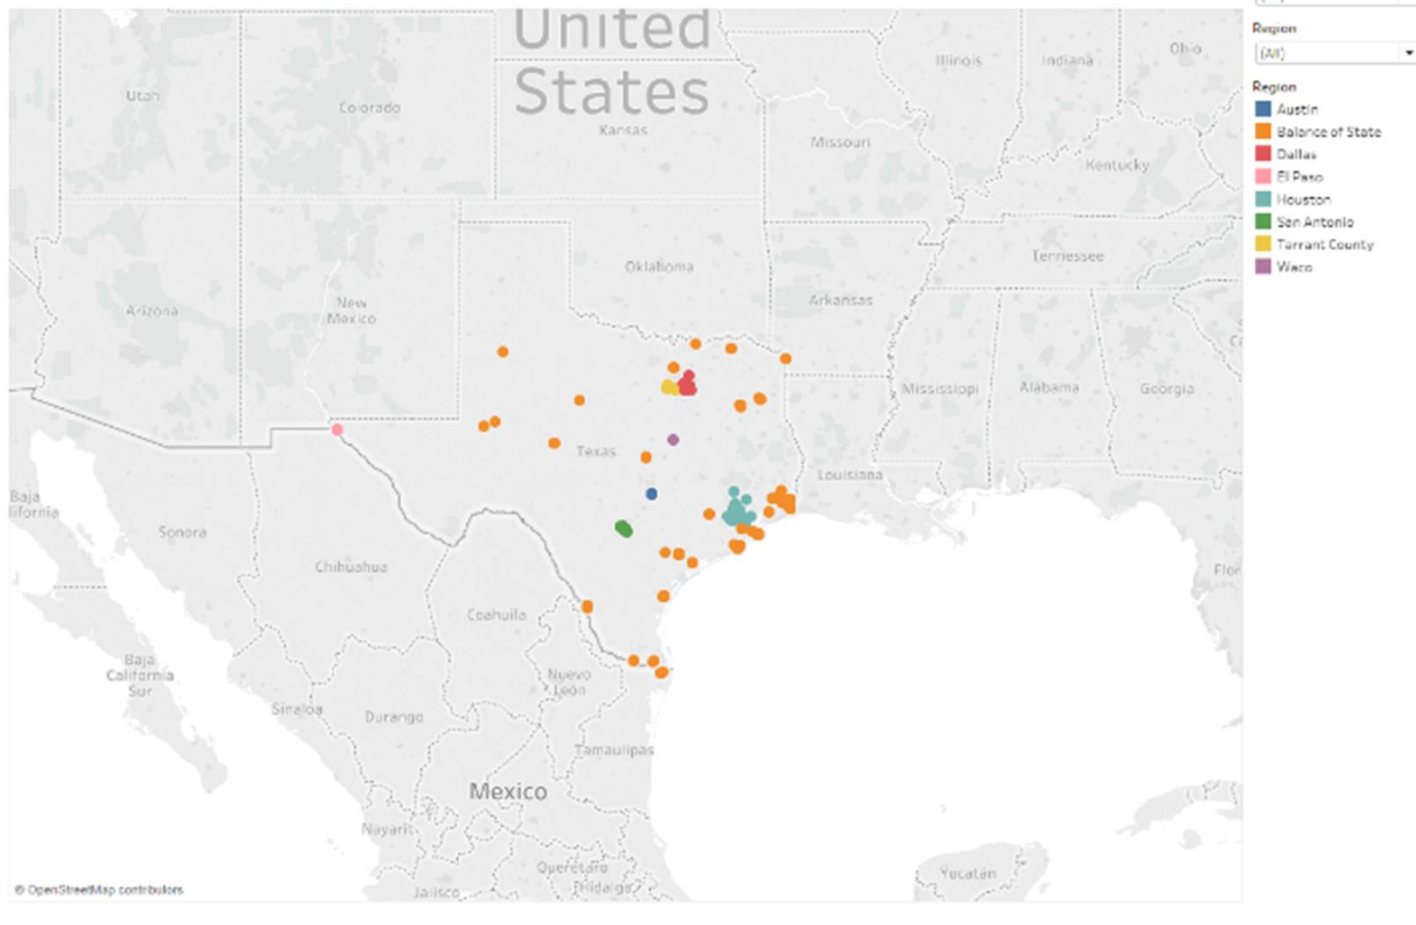 United
States
Utah
Colorado
Kansas
Missouri
Illinois
Indiana
Ohio
Kentucky
Arizona
New
Mexico
Oklahoma
Arkansas
Tennessee
Mississippi
Alabama
Georgia
Texas
Louisiana
Baja
lifornia
Sonora
Chihuahua
Coahuila
Flor
Baja
California
Sur
Sinaloa
Durango
Nuevo
León
Tamaulipas
Mexico
Nayarit
Querétaro
Hidalgo
Jalisco
Yucatán
© OpenStreetMap contributors
Region
(All)
Region
Austin
Balance of State
Dallas
El Paso
Houston
San Antonio
Tarrant County
Waco